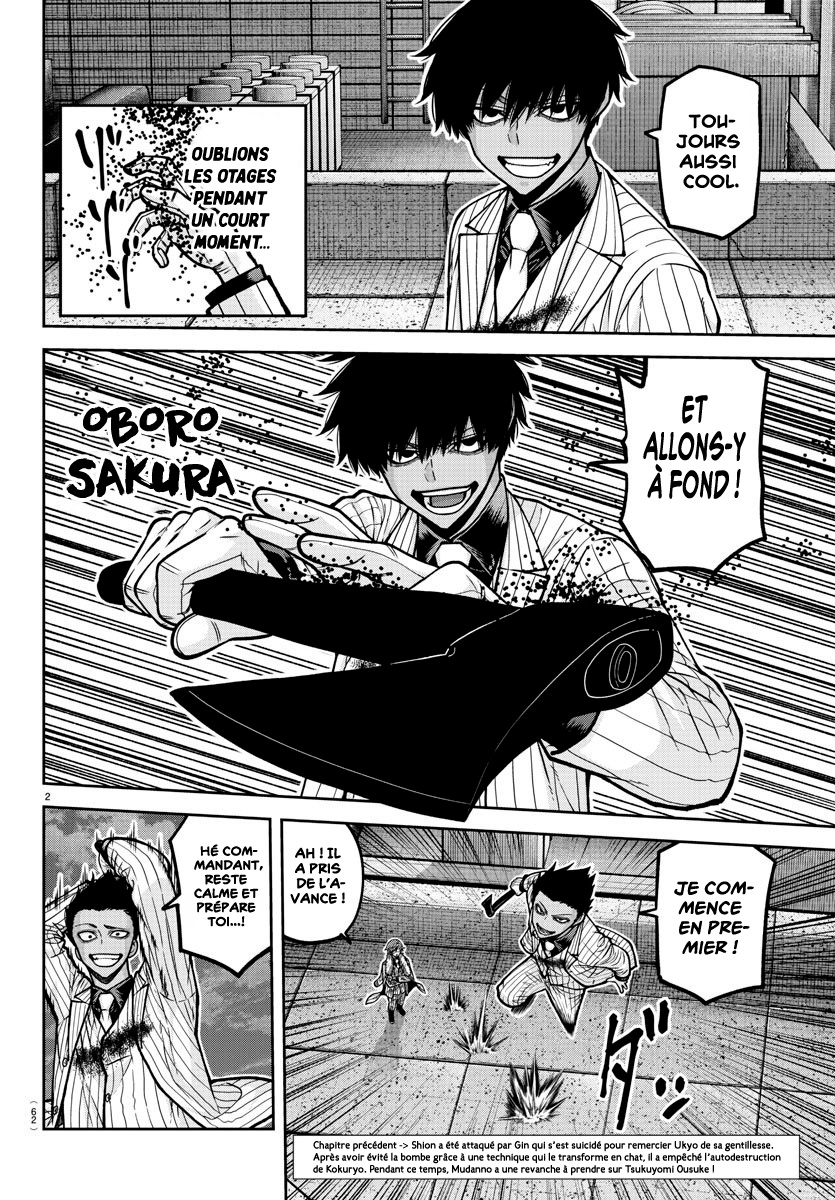 TOU-
JOURS
AUSSI
COOL.
OUBLIONS
LES OTAGES
PENDANT
UN COURT
MOMENT...
ET
ALLONS-Y
À FOND !
OBORO
SAKURA
2
JE COM-
MENCE
EN PRE-
MIER !
AH ! IL
A PRIS
DE L'A-
VANCE !
HÉ COM-
MANDANT,
RESTE
CALME ET
PRÉPARE
TOI...!
ダッ
(62)
Chapitre précédent -> Shion a été attaqué par Gin qui s'est suicidé pour remercier Ukyo de sa gentillesse.
Après avoir évité la bombe grâce à une technique qui le transforme en chat, il a empêché l'autodestruction
de Kokuryo. Pendant ce temps, Mudanno a une revanche à prendre sur Tsukuyomi Ousuke !